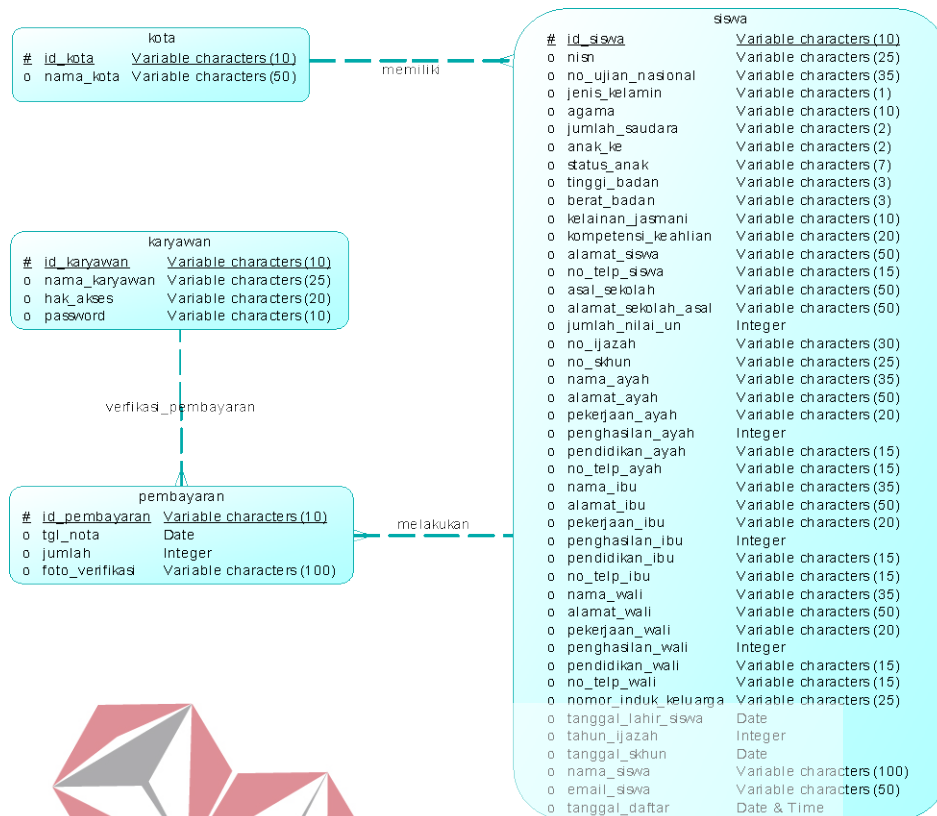 kota
# id_kota Variable characters (10)
o nama_kota Variable characters (50)
memiliki
karyawan
# id_karyawan Variable characters (10)
o nama_karyawan Variable characters (25)
o hak_akses Variable characters (20)
o password Variable characters (10)
verfikasi_pembayaran
pembayaran
# id_pembayaran Variable characters (10)
o tgl_nota Date
o jumlah Integer
o foto_verifikasi Variable characters (100)
melakukan
siswa
# id_siswa Variable characters (10)
o nisn Variable characters (25)
o no_ujian_nasional Variable characters (35)
o jenis_kelamin Variable characters (1)
o agama Variable characters (10)
o jumlah_saudara Variable characters (2)
o anak_ke Variable characters (2)
o status_anak Variable characters (7)
o tinggi_badan Variable characters (3)
o berat_badan Variable characters (3)
o kelainan_jasmani Variable characters (10)
o kompetensi_keahlian Variable characters (20)
o alamat_siswa Variable characters (50)
o no_telp_siswa Variable characters (15)
o asal_sekolah Variable characters (50)
o alamat_sekolah_asal Variable characters (50)
o jumlah_nilai_un Integer
o no_ijazah Variable characters (30)
o no_skhun Variable characters (25)
o nama_ayah Variable characters (35)
o alamat_ayah Variable characters (50)
o pekerjaan_ayah Variable characters (20)
o penghasilan_ayah Integer
o pendidikan_ayah Variable characters (15)
o no_telp_ayah Variable characters (15)
o nama_ibu Variable characters (35)
o alamat_ibu Variable characters (50)
o pekerjaan_ibu Variable characters (20)
o penghasilan_ibu Integer
o pendidikan_ibu Variable characters (15)
o no_telp_ibu Variable characters (15)
o nama_wali Variable characters (35)
o alamat_wali Variable characters (50)
o pekerjaan_wali Variable characters (20)
o penghasilan_wali Integer
o pendidikan_wali Variable characters (15)
o no_telp_wali Variable characters (15)
o nomor_induk_keluarga Variable characters (25)
o tanggal_lahir_siswa Date
o tahun_ijazah Integer
o tanggal_skhun Date
o nama_siswa Variable characters (100)
o email_siswa Variable characters (50)
o tanggal_daftar Date & Time